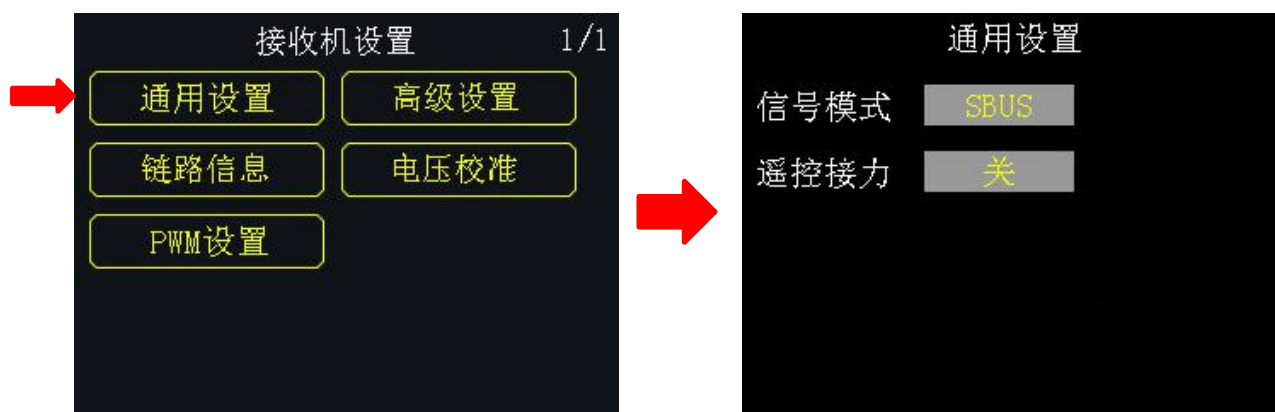 接收机设置 1/1
通用设置 高级设置
链路信息 电压校准
PWM设置
通用设置
信号模式 SBUS
遥控接力 关